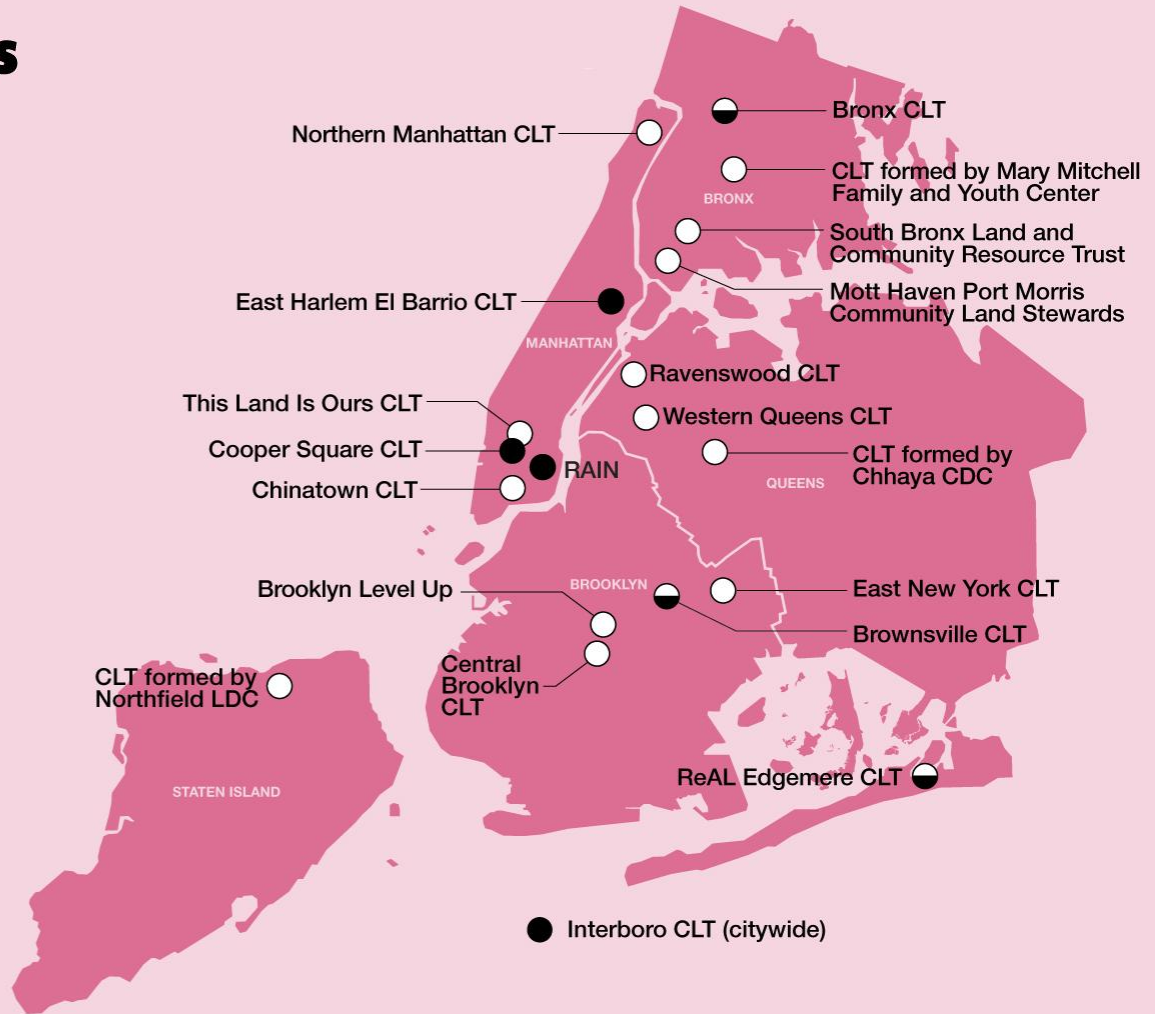 s
Bronx CLT
Northern Manhattan CLT
CLT formed by Mary Mitchell
Family and Youth Center
BRONX
South Bronx Land and
Community Resource Trust
Mott Haven Port Morris
Community Land Stewards
East Harlem El Barrio CLT
MANHATTAN
Ravenswood CLT
This Land Is Ours CLT
Western Queens CLT
Cooper Square CLT
CLT formed by
Chhaya CDC
RAIN
QUEENS
Chinatown CLT
BROOKLYN
Brooklyn Level Up
East New York CLT
Brownsville CLT
Central
Brooklyn
CLT
CLT formed by
Northfield LDC
ReAL Edgemere CLT
STATEN ISLAND
Interboro CLT (citywide)